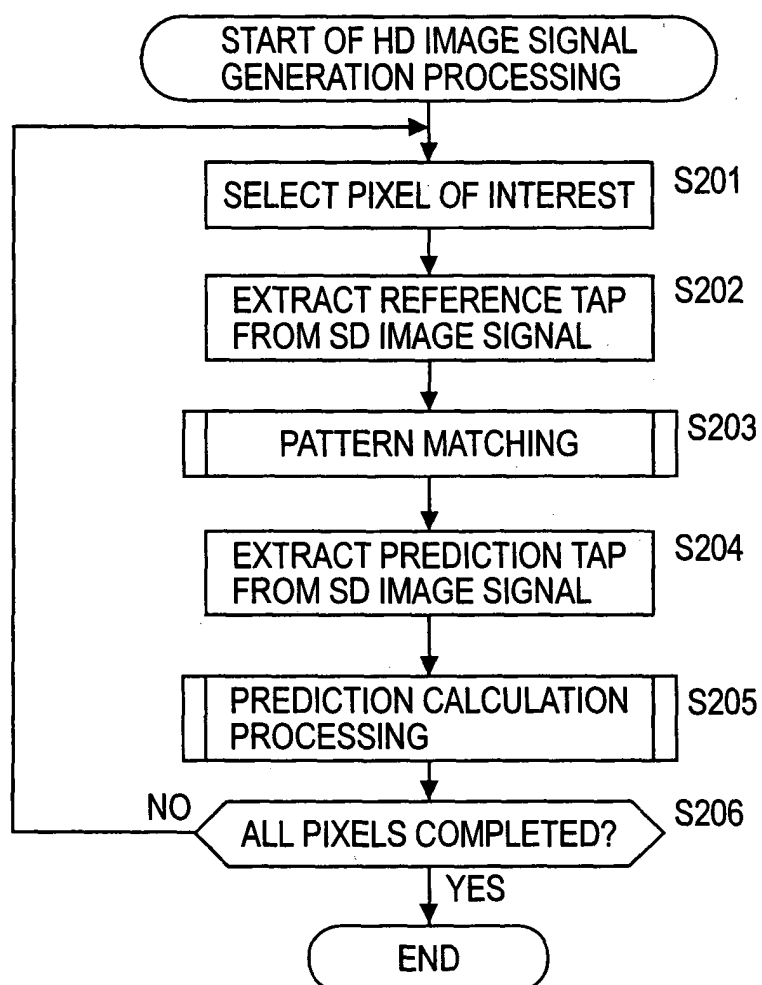 START OF HD IMAGE SIGNAL
GENERATION PROCESSING
SELECT PIXEL OF INTEREST
S201
EXTRACT REFERENCE TAP
FROM SD IMAGE SIGNAL
S202
PATTERN MATCHING
S203
EXTRACT PREDICTION TAP
FROM SD IMAGE SIGNAL
S204
PREDICTION CALCULATION
PROCESSING
S205
NO
ALL PIXELS COMPLETED?
S206
YES
END